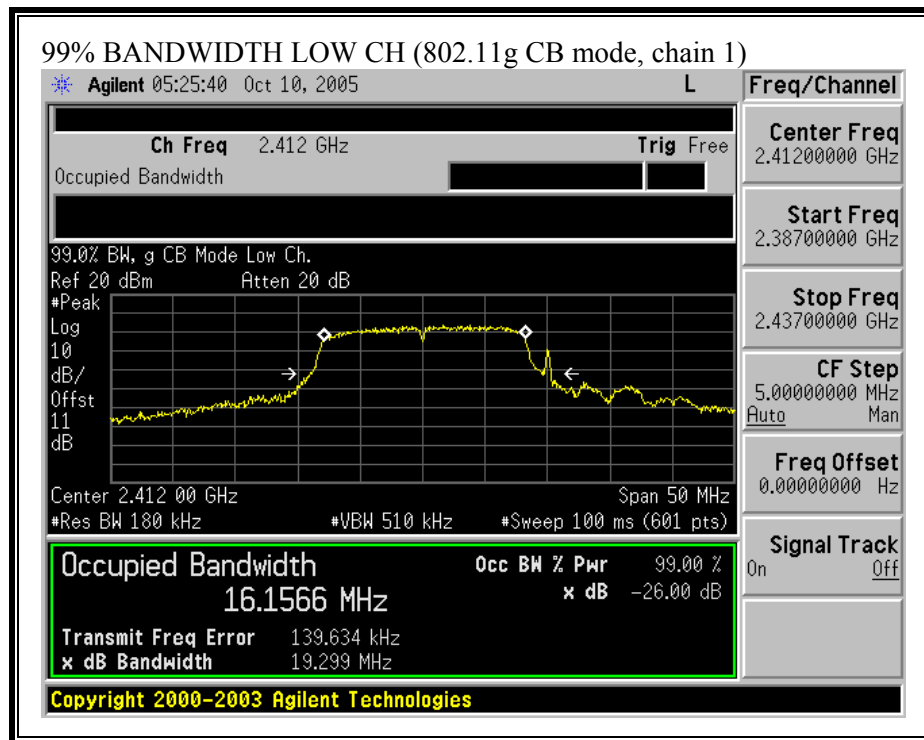 99% BANDWIDTH LOW CH (802.11g CB mode, chain 1)
Agilent 05:25:40 Oct 10, 2005 L
Freq/Channel
Ch Freq 2.412 GHz Trig Free
Occupied Bandwidth
Center Freq
2.41200000 GHz
Start Freq
2.38700000 GHz
Stop Freq
2.43700000 GHz
CF Step
5.00000000 MHz
Auto Man
Freq Offset
0.00000000 Hz
Signal Track
On Off
99.0% BW, g CB Mode Low Ch.
Ref 20 dBm Atten 20 dB
#Peak
Log
10
dB/
Offst
11
dB
Center 2.412 00 GHz Span 50 MHz
#Res BW 180 kHz #VBW 510 kHz #Sweep 100 ms (601 pts)
Occupied Bandwidth
16.1566 MHz
Occ BW % Pwr 99.00 %
x dB -26.00 dB
Transmit Freq Error 139.634 kHz
x dB Bandwidth 19.299 MHz
Copyright 2000-2003 Agilent Technologies